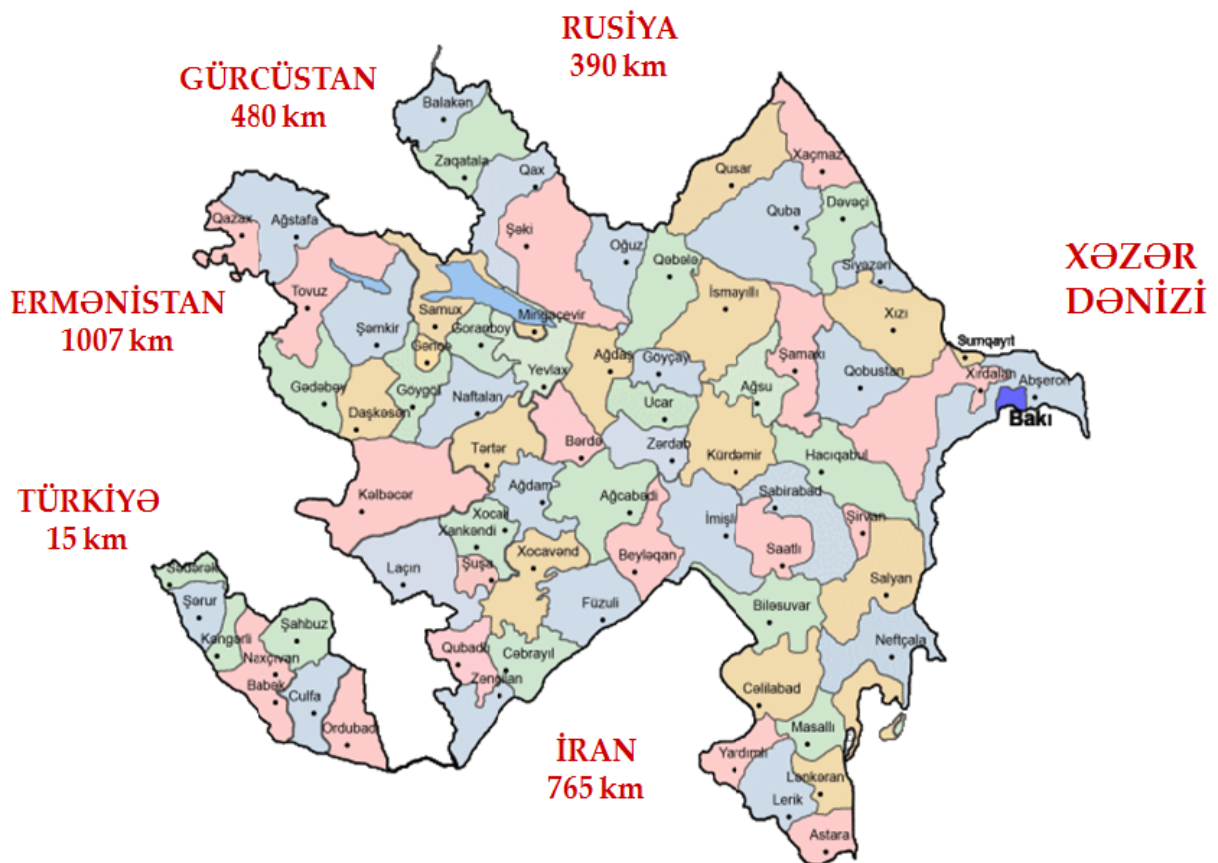 RUSİYA
390 km
GÜRCÜSTAN
480 km
Balakən
Zaqatala
Qax
Qusar
Xaçmaz
Quba
Dəvəçi
Qazax
Ağstafa
Şəki
Oğuz
Qəbələ
Siyəzən
XƏZƏR
DƏNİZİ
ERMƏNİSTAN
1007 km
Tovuz
Şəmkir
Samux
Goranboy
Mingəçevir
İsmayıllı
Xızı
Gəncə
Sumqayıt
Gədəbəy
Daşkəsən
Göygöl
Naftalan
Yevlax
Ağdaş
Göyçay
Şamaxı
Qobustan
Xırdalan
Abşeron
Bakı
Ucar
Ağsu
Tərtər
Bərdə
Zərdab
Kürdəmir
Hacıqabul
Kəlbəcər
Ağdam
Ağcabədi
İmişli
Sabirabad
Şirvan
TÜRKİYƏ
15 km
Xocalı
Xankəndi
Xocavənd
Beyləqan
Saatlı
Laçın
Şuşa
Füzuli
Salyan
Sədərək
Şərur
Kəngərli
Şahbuz
Naxçıvan
Babək
Culfa
Ordubad
Qubadlı
Cəbrayıl
Zəngilan
Biləsuvar
Neftçala
Cəlilabad
Masallı
İRAN
765 km
Yardımlı
Lənkəran
Lerik
Astara